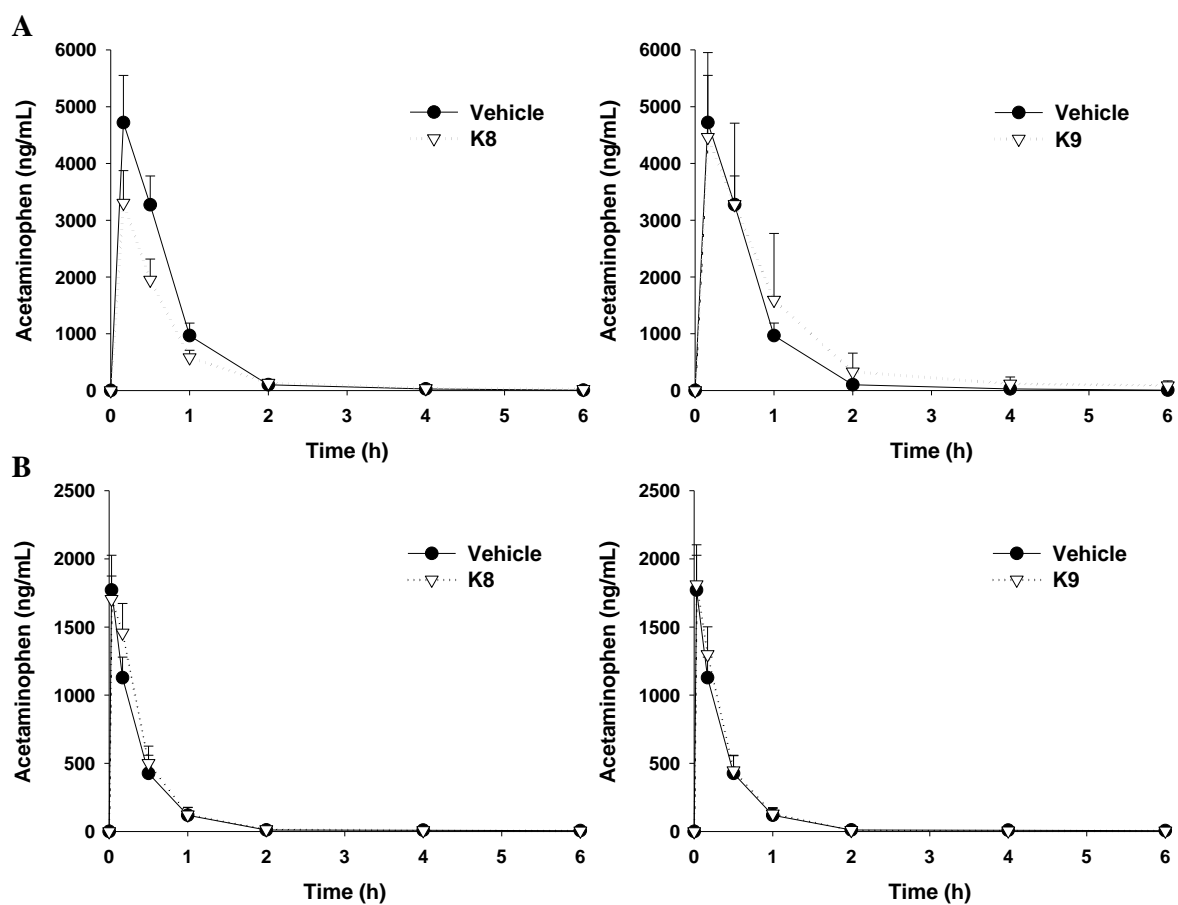 A
6000
5000
4000
3000
2000
1000
0
Acetaminophen (ng/mL)
Vehicle
K8
0 1 2 3 4 5 6
Time (h)
6000
5000
4000
3000
2000
1000
0
Acetaminophen (ng/mL)
Vehicle
K9
0 1 2 3 4 5 6
Time (h)
B
2500
2000
1500
1000
500
0
Acetaminophen (ng/mL)
Vehicle
K8
0 1 2 3 4 5 6
Time (h)
2500
2000
1500
1000
500
0
Acetaminophen (ng/mL)
Vehicle
K9
0 1 2 3 4 5 6
Time (h)